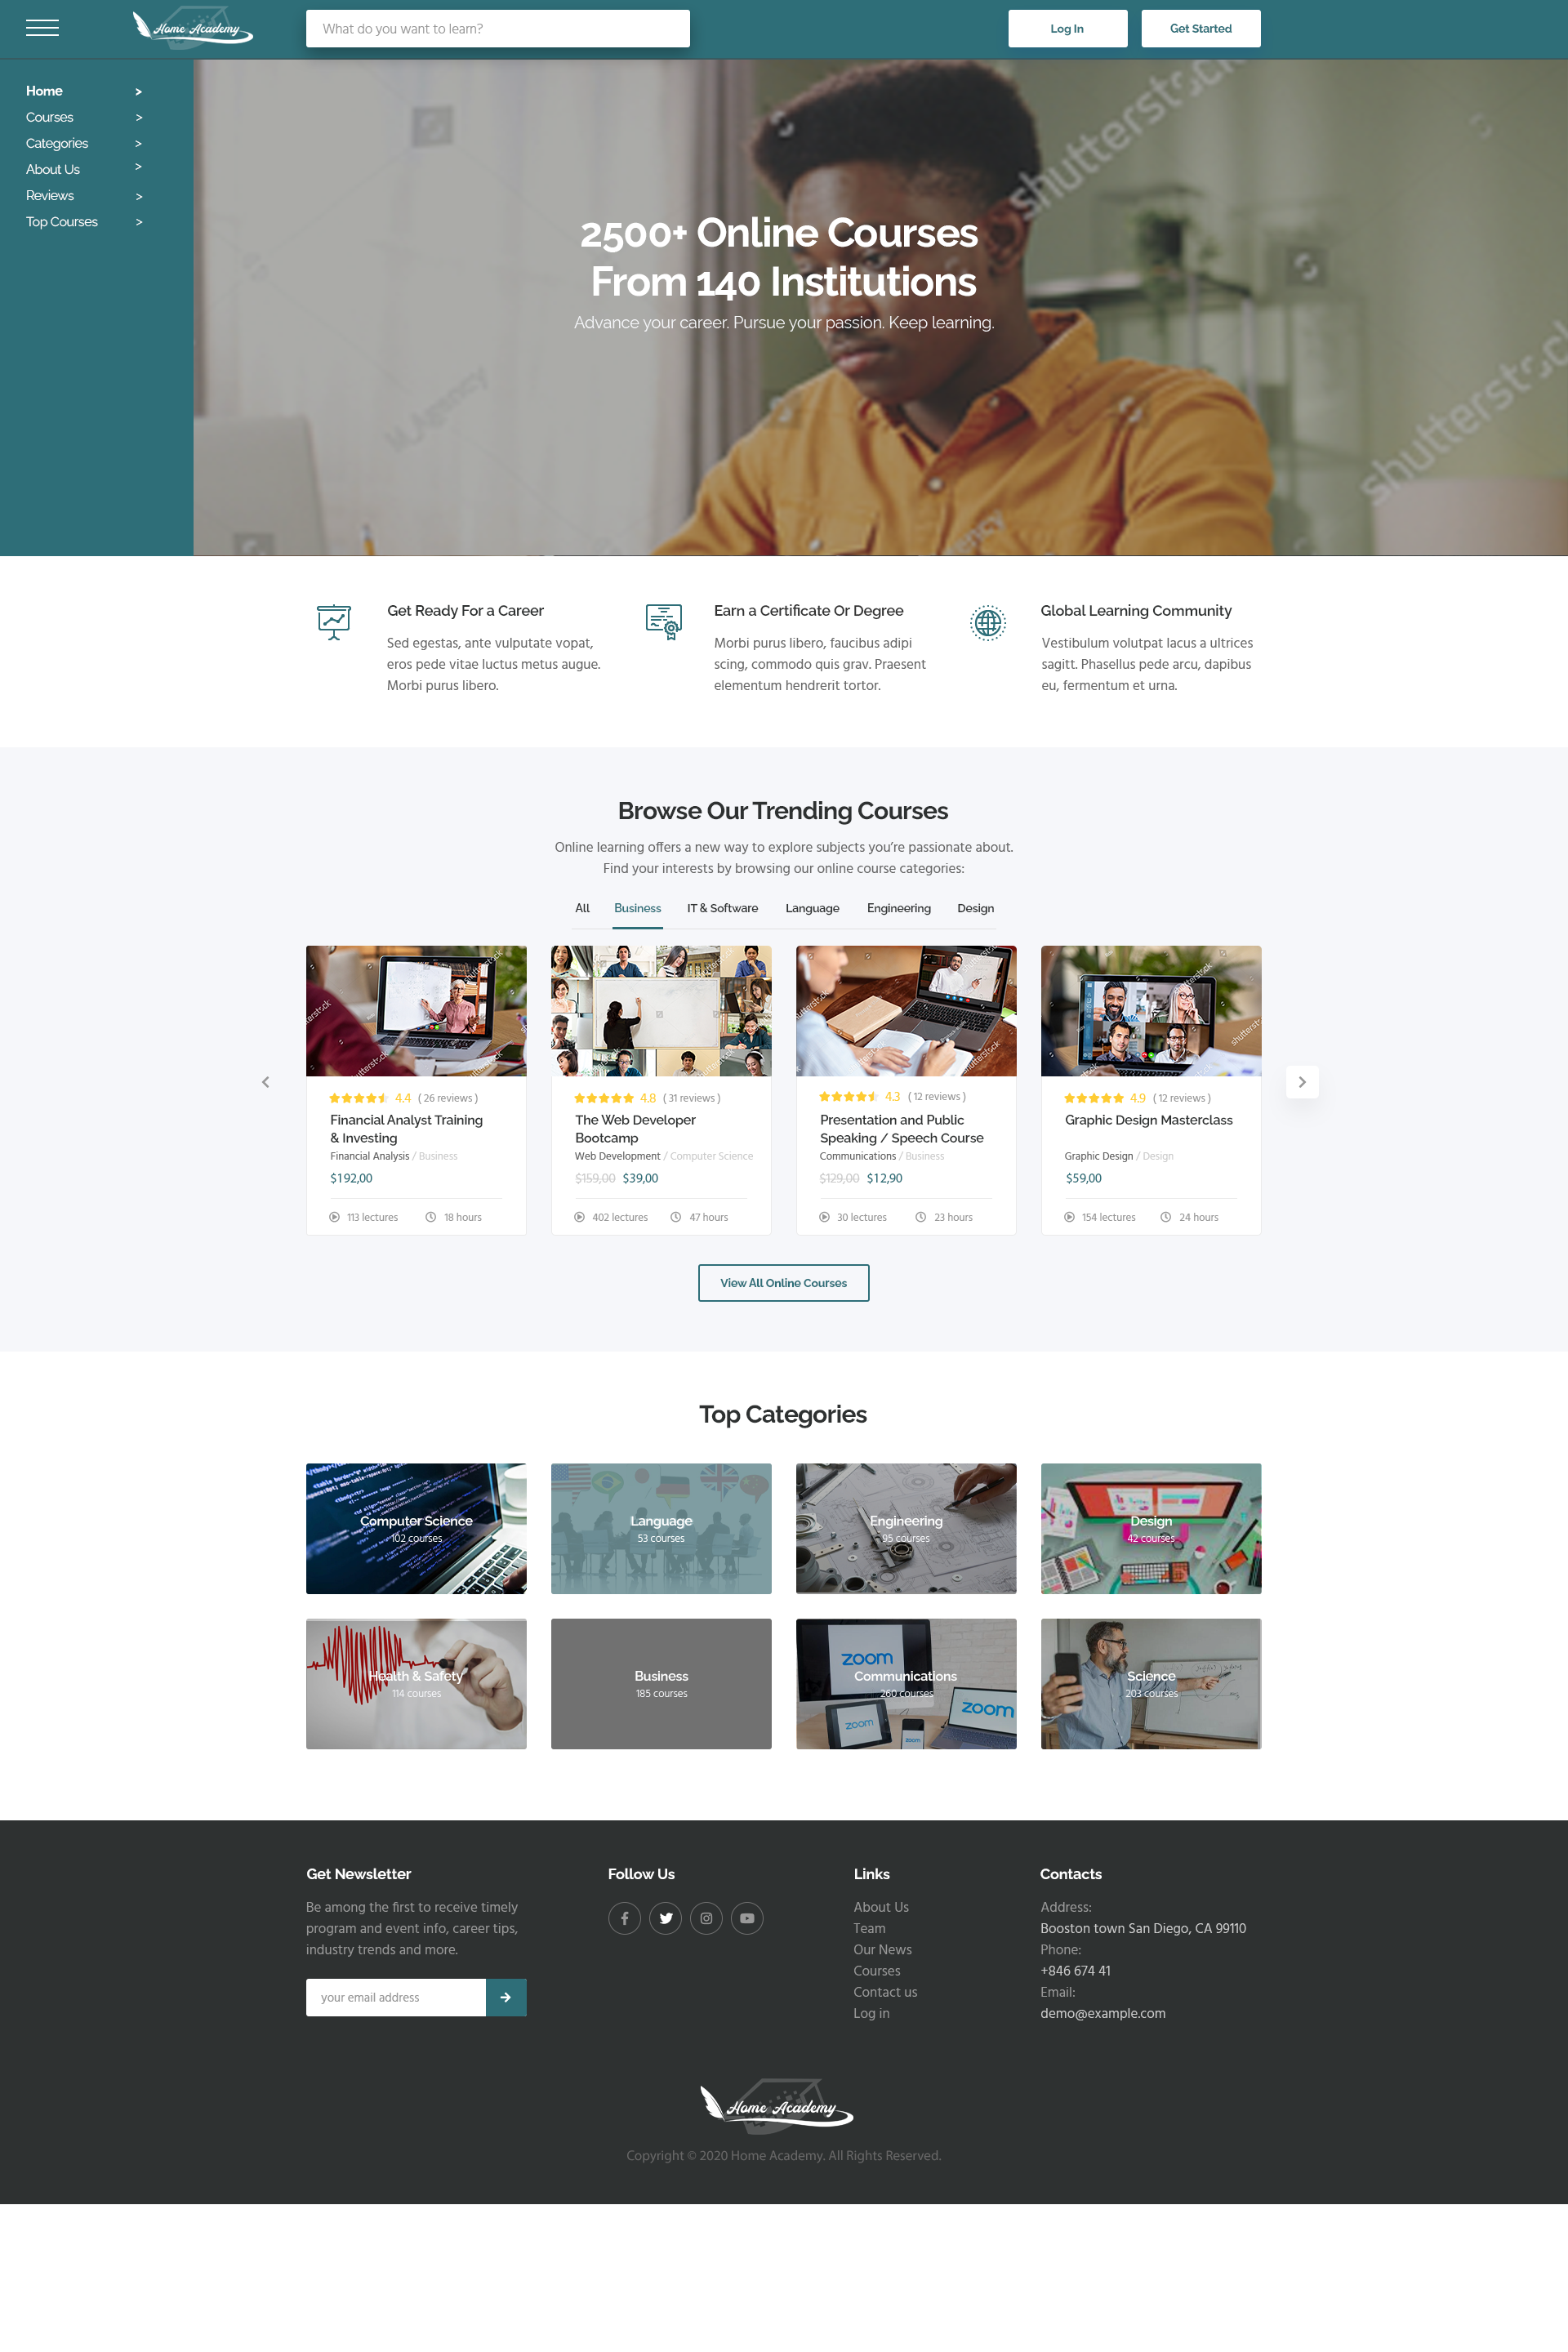 Home Academy
What do you want to learn?
Log In
Get Started
Home >
Courses >
Categories >
About Us >
Reviews >
Top Courses >
shutterstock
shutterstock
2500+ Online Courses
From 140 Institutions
Advance your career. Pursue your passion. Keep learning.
Get Ready For a Career
Sed egestas, ante vulputate vopat,
eros pede vitae luctus metus augue.
Morbi purus libero.
Earn a Certificate Or Degree
Morbi purus libero, faucibus adipi
scing, commodo quis grav. Praesent
elementum hendrerit tortor.
Global Learning Community
Vestibulum volutpat lacus a ultrices
sagitt. Phasellus pede arcu, dapibus
eu, fermentum et urna.
Browse Our Trending Courses
Online learning offers a new way to explore subjects you’re passionate about.
Find your interests by browsing our online course categories:
All
Business
IT & Software
Language
Engineering
Design
4.4 ( 26 reviews )
Financial Analyst Training
& Investing
Financial Analysis / Business
$192,00
113 lectures
18 hours
4.8 ( 31 reviews )
The Web Developer
Bootcamp
Web Development / Computer Science
$159,00 $39,00
402 lectures
47 hours
4.3 ( 12 reviews )
Presentation and Public
Speaking / Speech Course
Communications / Business
$129,00 $12,90
30 lectures
23 hours
4.9 ( 12 reviews )
Graphic Design Masterclass
Graphic Design / Design
$59,00
154 lectures
24 hours
View All Online Courses
Top Categories
Computer Science
102 courses
Language
53 courses
Engineering
95 courses
Design
42 courses
Health & Safety
114 courses
Business
185 courses
zoom
zoom
zoom
zoom
Communications
260 courses
Science
203 courses
Get Newsletter
Be among the first to receive timely
program and event info, career tips,
industry trends and more.
your email address
Follow Us
Links
About Us
Team
Our News
Courses
Contact us
Log in
Contacts
Address:
Booston town San Diego, CA 99110
Phone:
+846 674 41
Email:
demo@example.com
Home Academy
Copyright © 2020 Home Academy. All Rights Reserved.